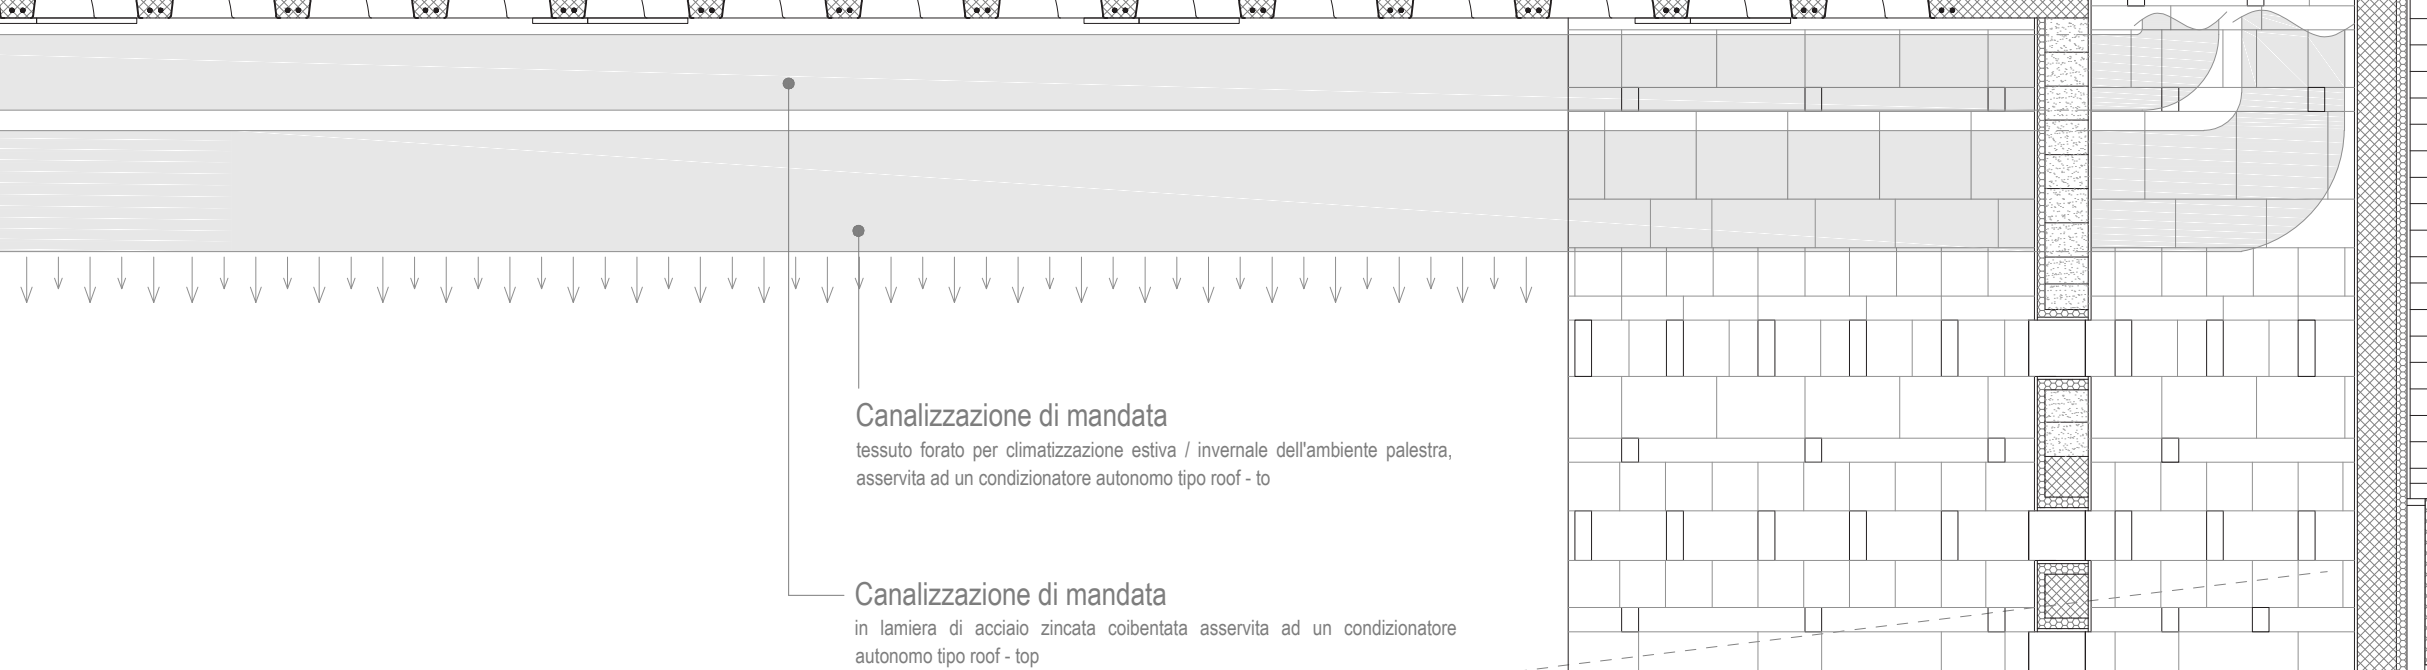 Canalizzazione di mandata
tessuto forato per climatizzazione estiva / invernale dell'ambiente palestra,
asservita ad un condizionatore autonomo tipo roof - to
Canalizzazione di mandata
in lamiera di acciaio zincata coibentata asservita ad un condizionatore
autonomo tipo roof - top